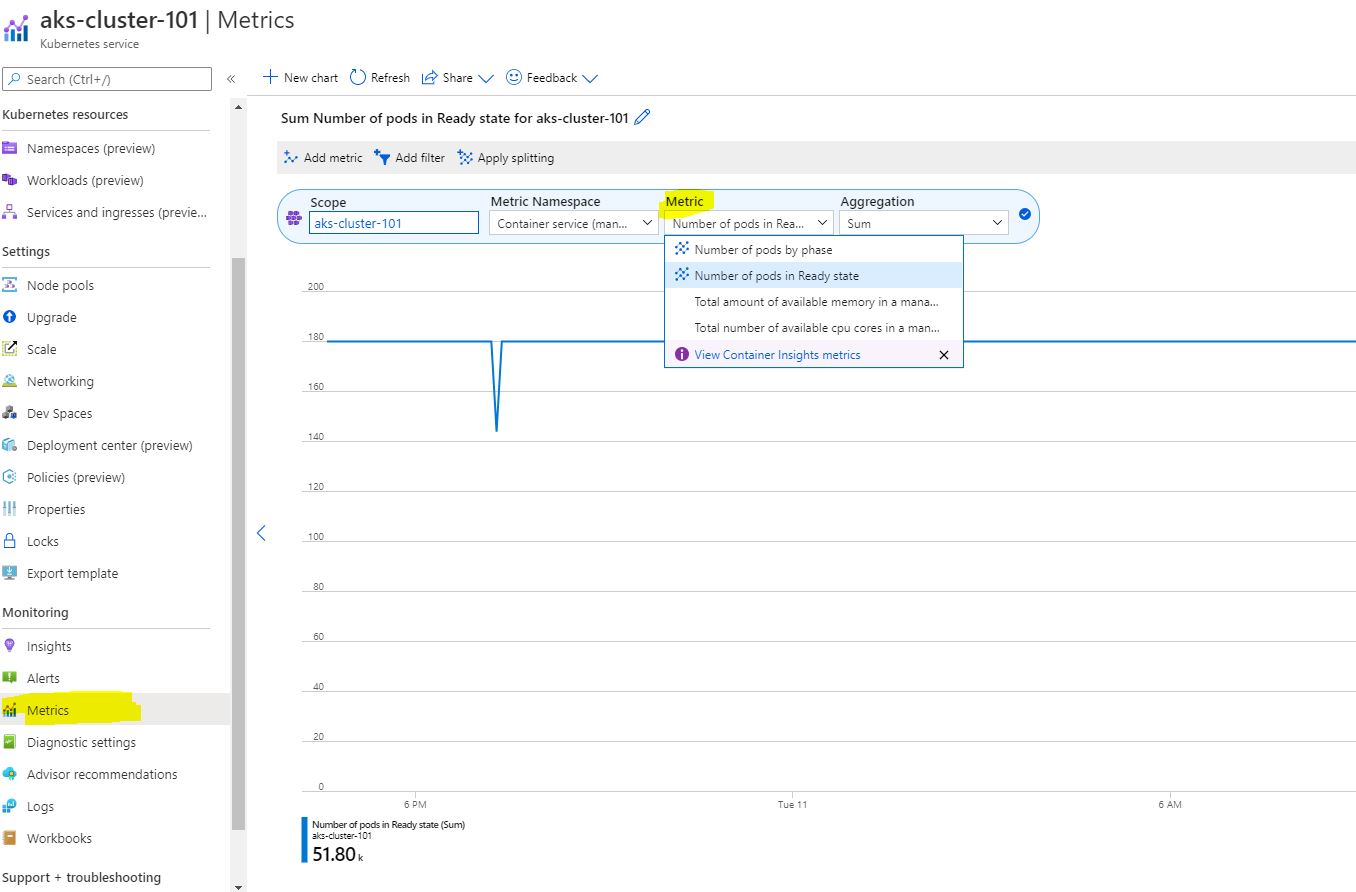 aks-cluster-101 | Metrics
Kubernetes service
Search (Ctrl+/)
«
New chart
Refresh
Share
Feedback
Kubernetes resources
Namespaces (preview)
Workloads (preview)
Services and ingresses (previe...
Settings
Node pools
Upgrade
Scale
Networking
Dev Spaces
Deployment center (preview)
Policies (preview)
Properties
Locks
Export template
Monitoring
Insights
Alerts
Metrics
Diagnostic settings
Advisor recommendations
Logs
Workbooks
Support + troubleshooting
Sum Number of pods in Ready state for aks-cluster-101
Add metric
Add filter
Apply splitting
Scope
aks-cluster-101
Metric Namespace
Container service (man...
Metric
Number of pods in Rea...
Aggregation
Sum
Number of pods by phase
Number of pods in Ready state
Total amount of available memory in a mana...
Total number of available cpu cores in a man...
View Container Insights metrics
200
180
160
140
120
100
80
60
40
20
0
6 PM
Tue 11
6 AM
Number of pods in Ready state (Sum)
aks-cluster-101
51.80 k